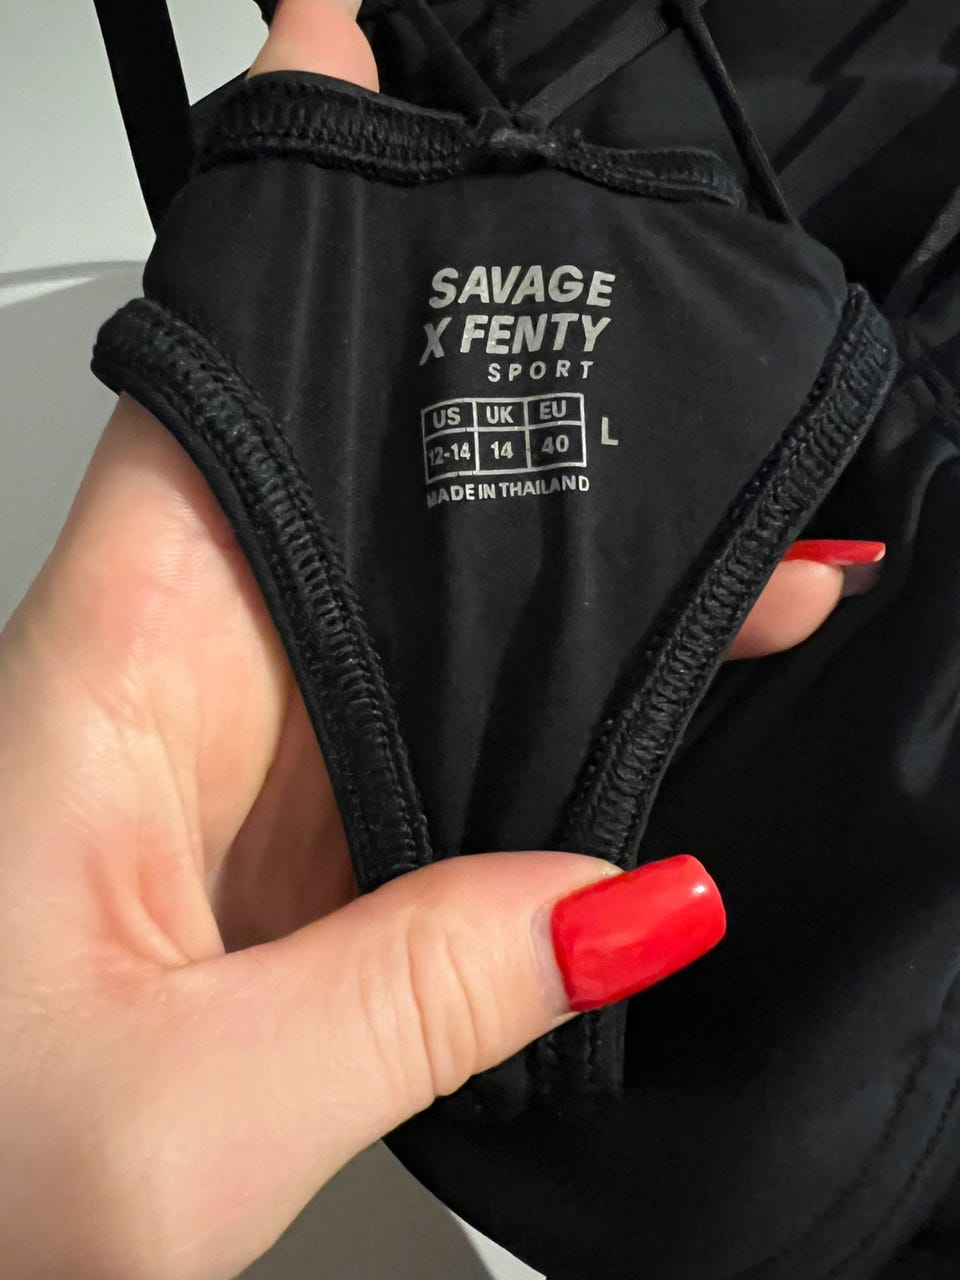 SAVAGE
X FENTY
SPORT
US UK EU
12-14 14 40 L
MADE IN THAILAND